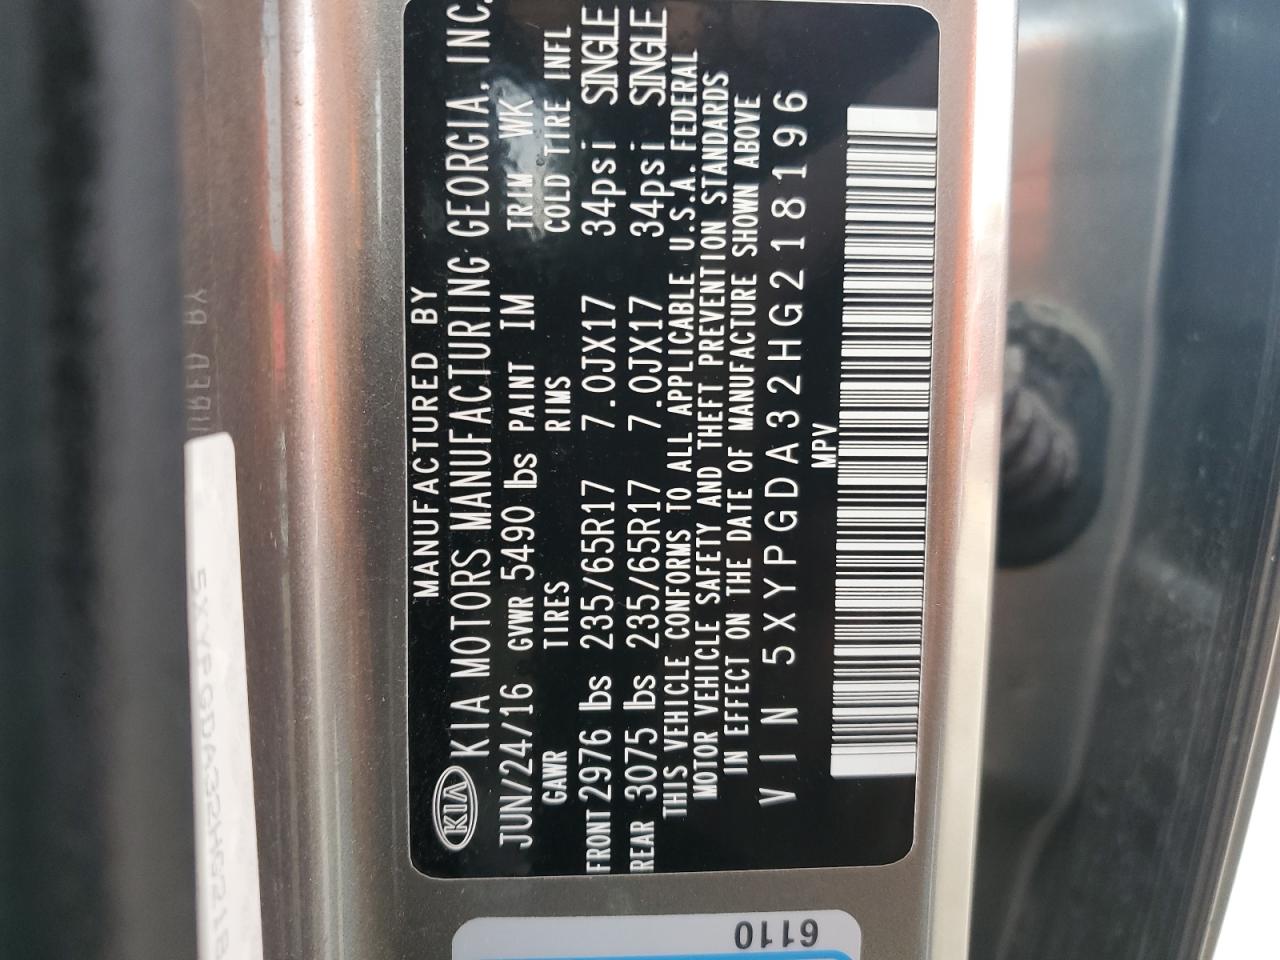 MANUFACTURED BY
KIA KIA MOTORS MANUFACTURING GEORGIA, INC.
JUN/24/16 GVWR 5490 lbs PAINT IM TRIM WK
GAWR TIRES RIMS COLD TIRE INFL
FRONT 2976 lbs 235/65R17 7.0JX17 34psi SINGLE
REAR 3075 lbs 235/65R17 7.0JX17 34psi SINGLE
THIS VEHICLE CONFORMS TO ALL APPLICABLE U.S.A. FEDERAL
MOTOR VEHICLE SAFETY AND THEFT PREVENTION STANDARDS
IN EFFECT ON THE DATE OF MANUFACTURE SHOWN ABOVE
VIN 5XYPGDA32HG218196
MPV
6110
5XYPGDA32HG218